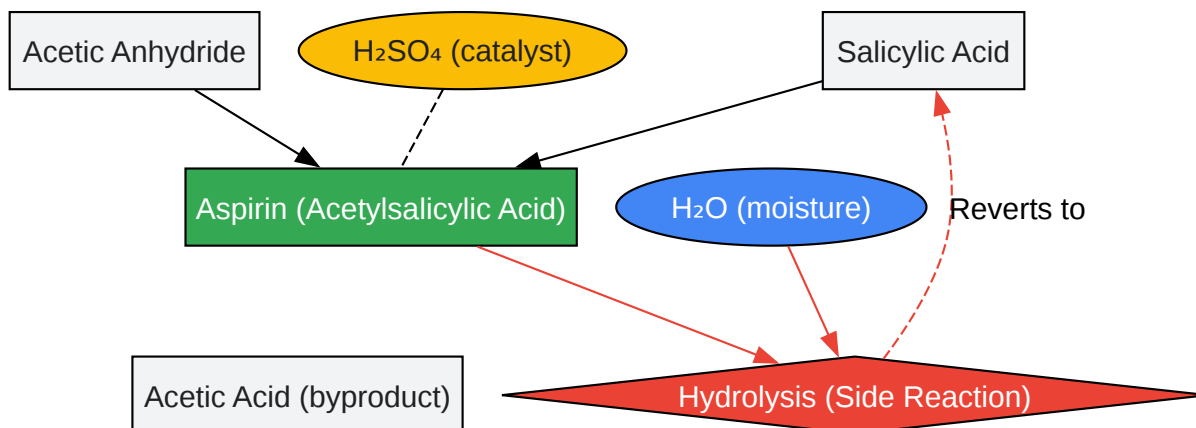 Acetic Anhydride
H₂SO₄ (catalyst)
Salicylic Acid
Aspirin (Acetylsalicylic Acid)
H₂O (moisture)
Reverts to
Acetic Acid (byproduct)
Hydrolysis (Side Reaction)